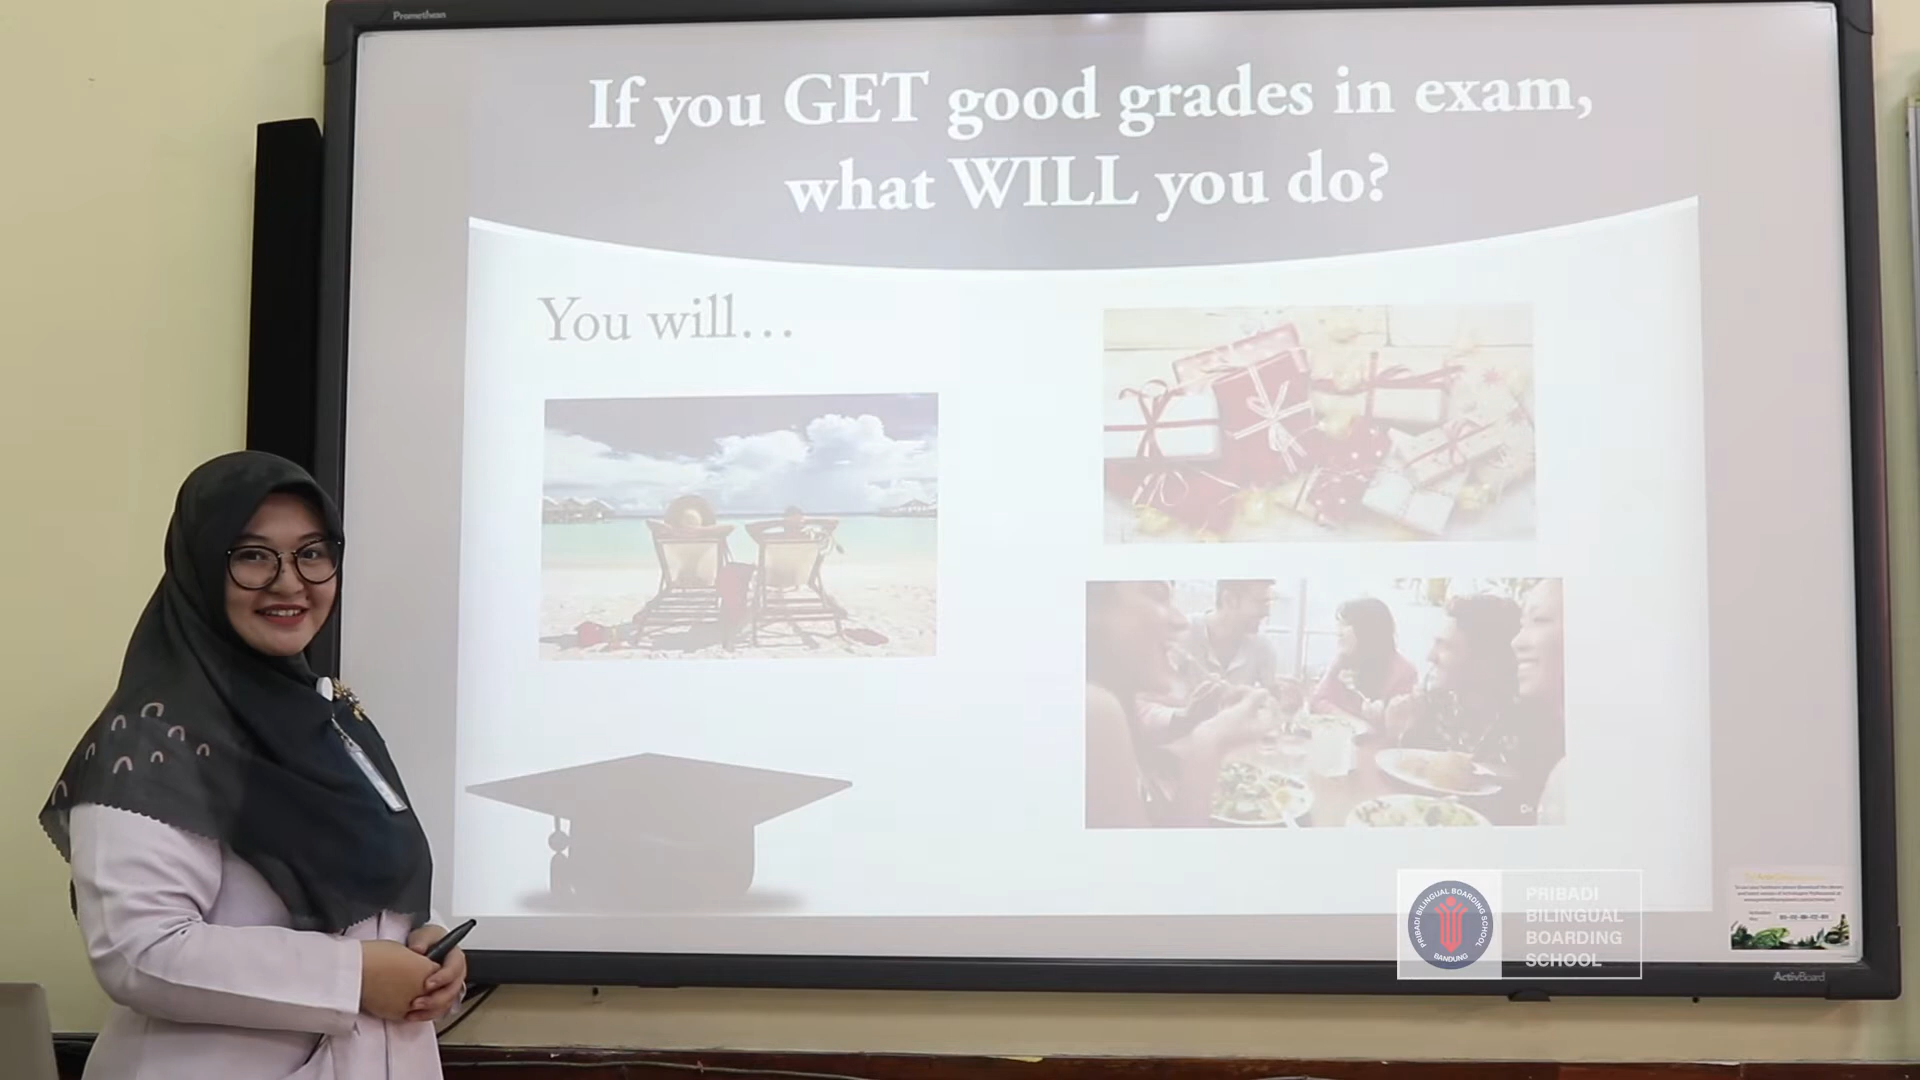 Promethean
If you GET good grades in exam,
what WILL you do?
You will...
PRIBADI BILINGUAL BOARDING SCHOOL
BANDUNG
PRIBADI
BILINGUAL
BOARDING
SCHOOL
ActivBoard